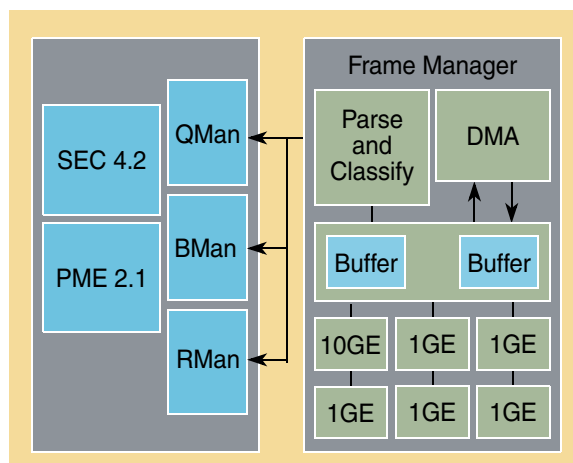 SEC 4.2
PME 2.1
QMan
BMan
RMan
Frame Manager
Parse
and
Classify
DMA
Buffer
Buffer
10GE
1GE
1GE
1GE
1GE
1GE